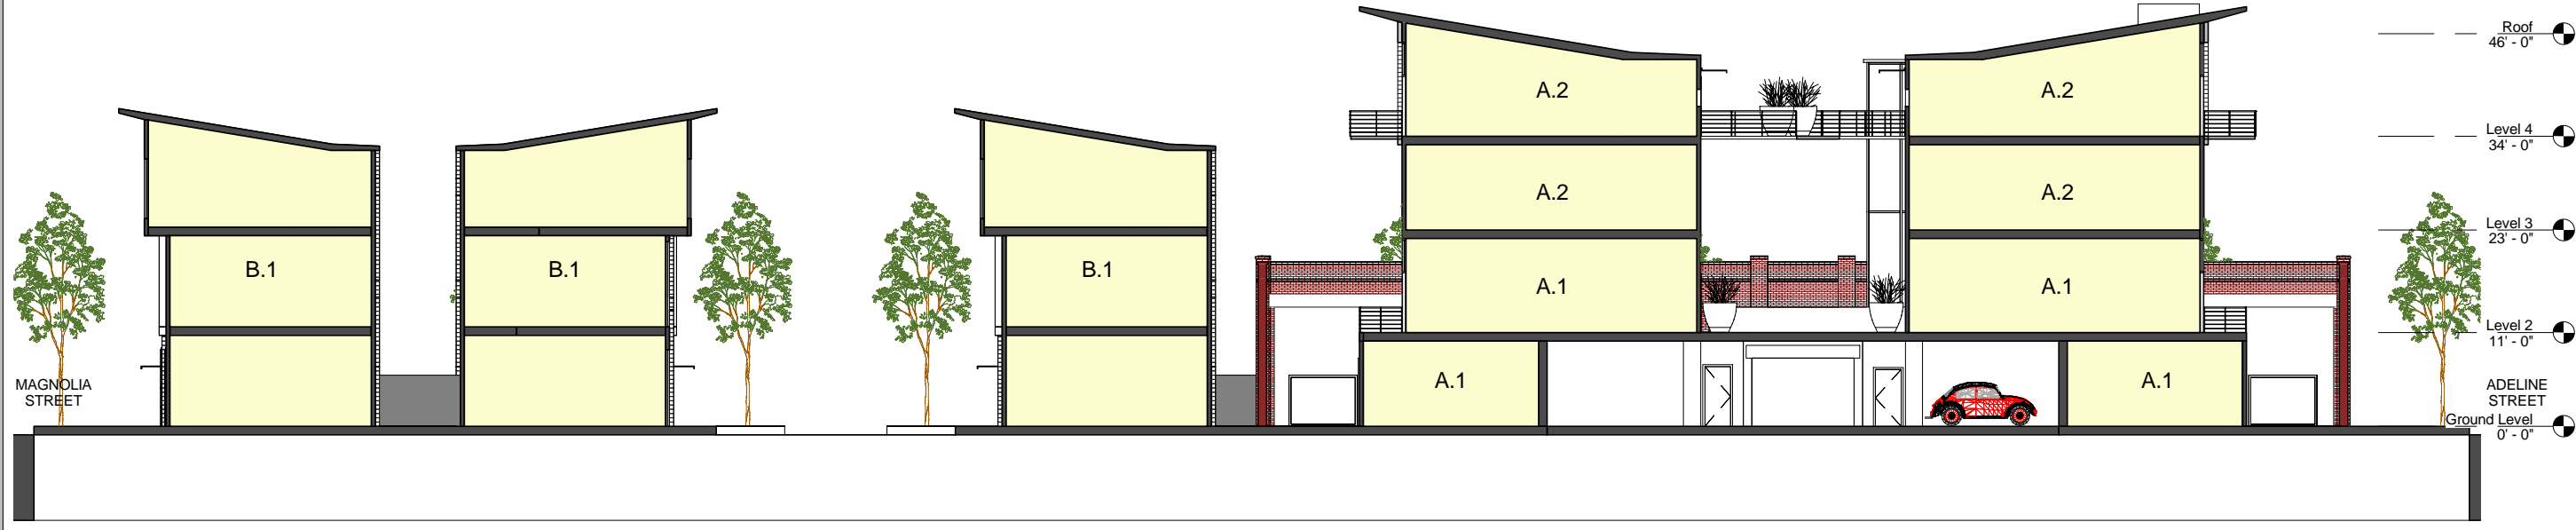 Roof
46' - 0"
A.2
A.2
Level 4
34' - 0"
A.2
A.2
Level 3
23' - 0"
B.1
B.1
B.1
A.1
A.1
Level 2
11' - 0"
MAGNOLIA
STREET
A.1
A.1
ADELINE
STREET
Ground Level
0' - 0"